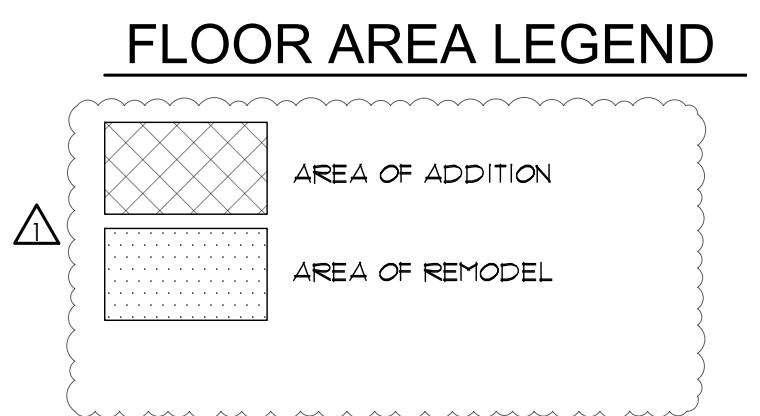 FLOOR AREA LEGEND
AREA OF ADDITION
1
AREA OF REMODEL